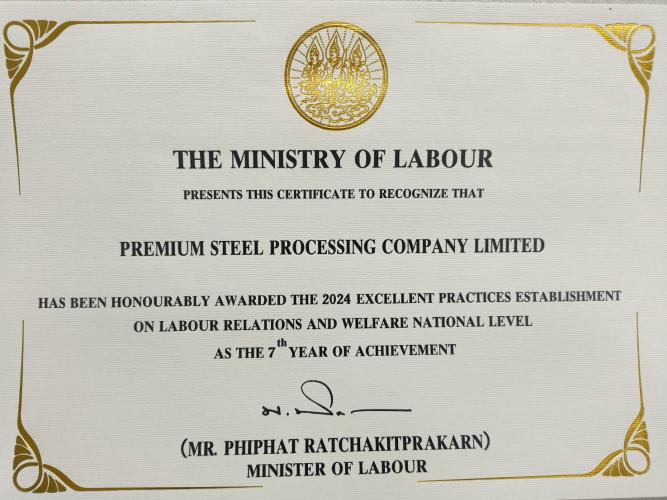 THE MINISTRY OF LABOUR
PRESENTS THIS CERTIFICATE TO RECOGNIZE THAT
PREMIUM STEEL PROCESSING COMPANY LIMITED
HAS BEEN HONOURABLY AWARDED THE 2024 EXCELLENT PRACTICES ESTABLISHMENT
ON LABOUR RELATIONS AND WELFARE NATIONAL LEVEL
AS THE 7th YEAR OF ACHIEVEMENT
(MR. PHIPHAT RATCHAKITPRAKARN)
MINISTER OF LABOUR